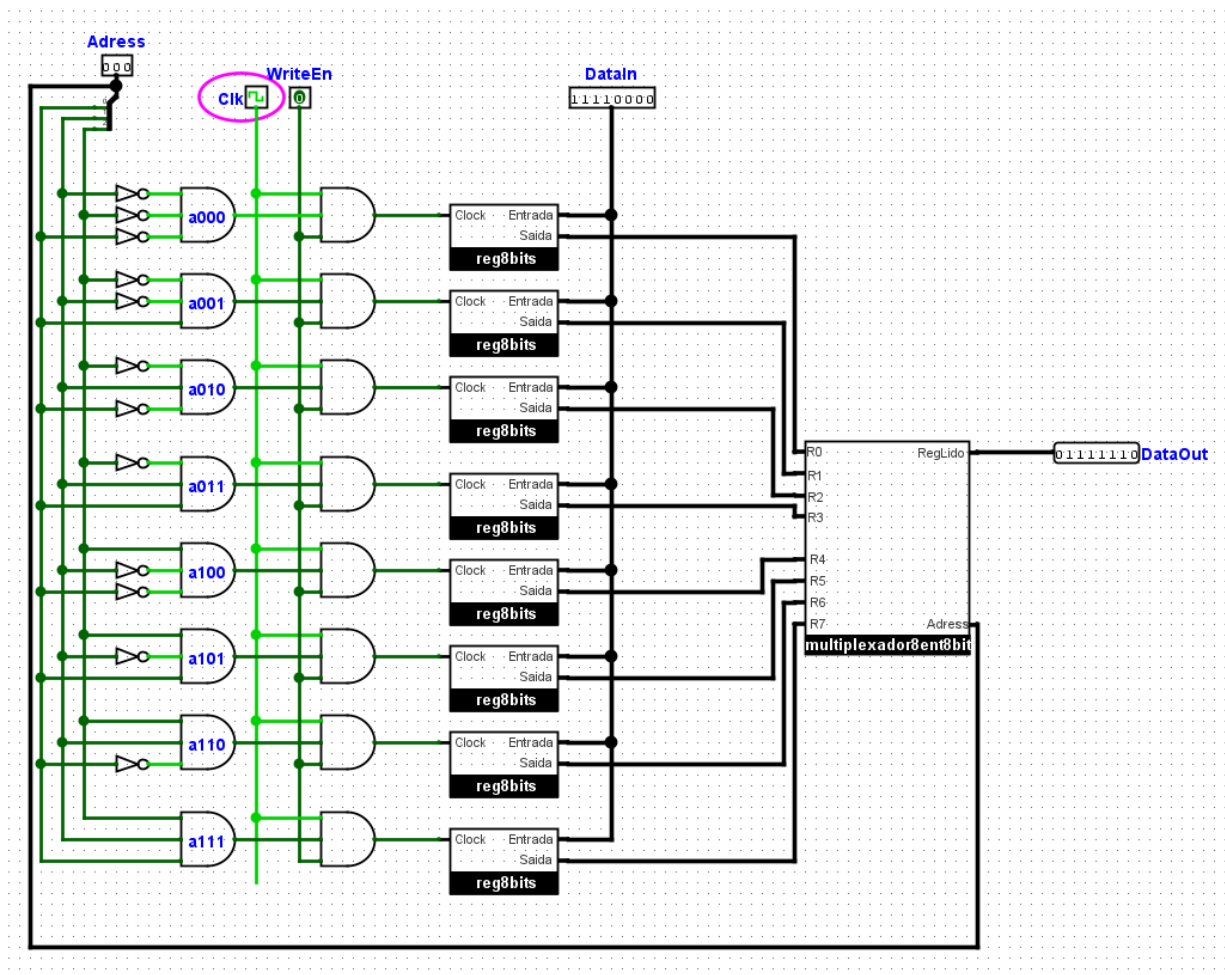 Adress
000
Clk
WriteEn
0
DataIn
11110000
a000
Clock Entrada
Saida
reg8bits
a001
Clock Entrada
Saida
reg8bits
a010
Clock Entrada
Saida
reg8bits
a011
Clock Entrada
Saida
reg8bits
a100
Clock Entrada
Saida
reg8bits
a101
Clock Entrada
Saida
reg8bits
a110
Clock Entrada
Saida
reg8bits
a111
Clock Entrada
Saida
reg8bits
R0
RegLido
R1
R2
R3
R4
R5
R6
R7
Adress
multiplexador8ent8bit
01111110
DataOut